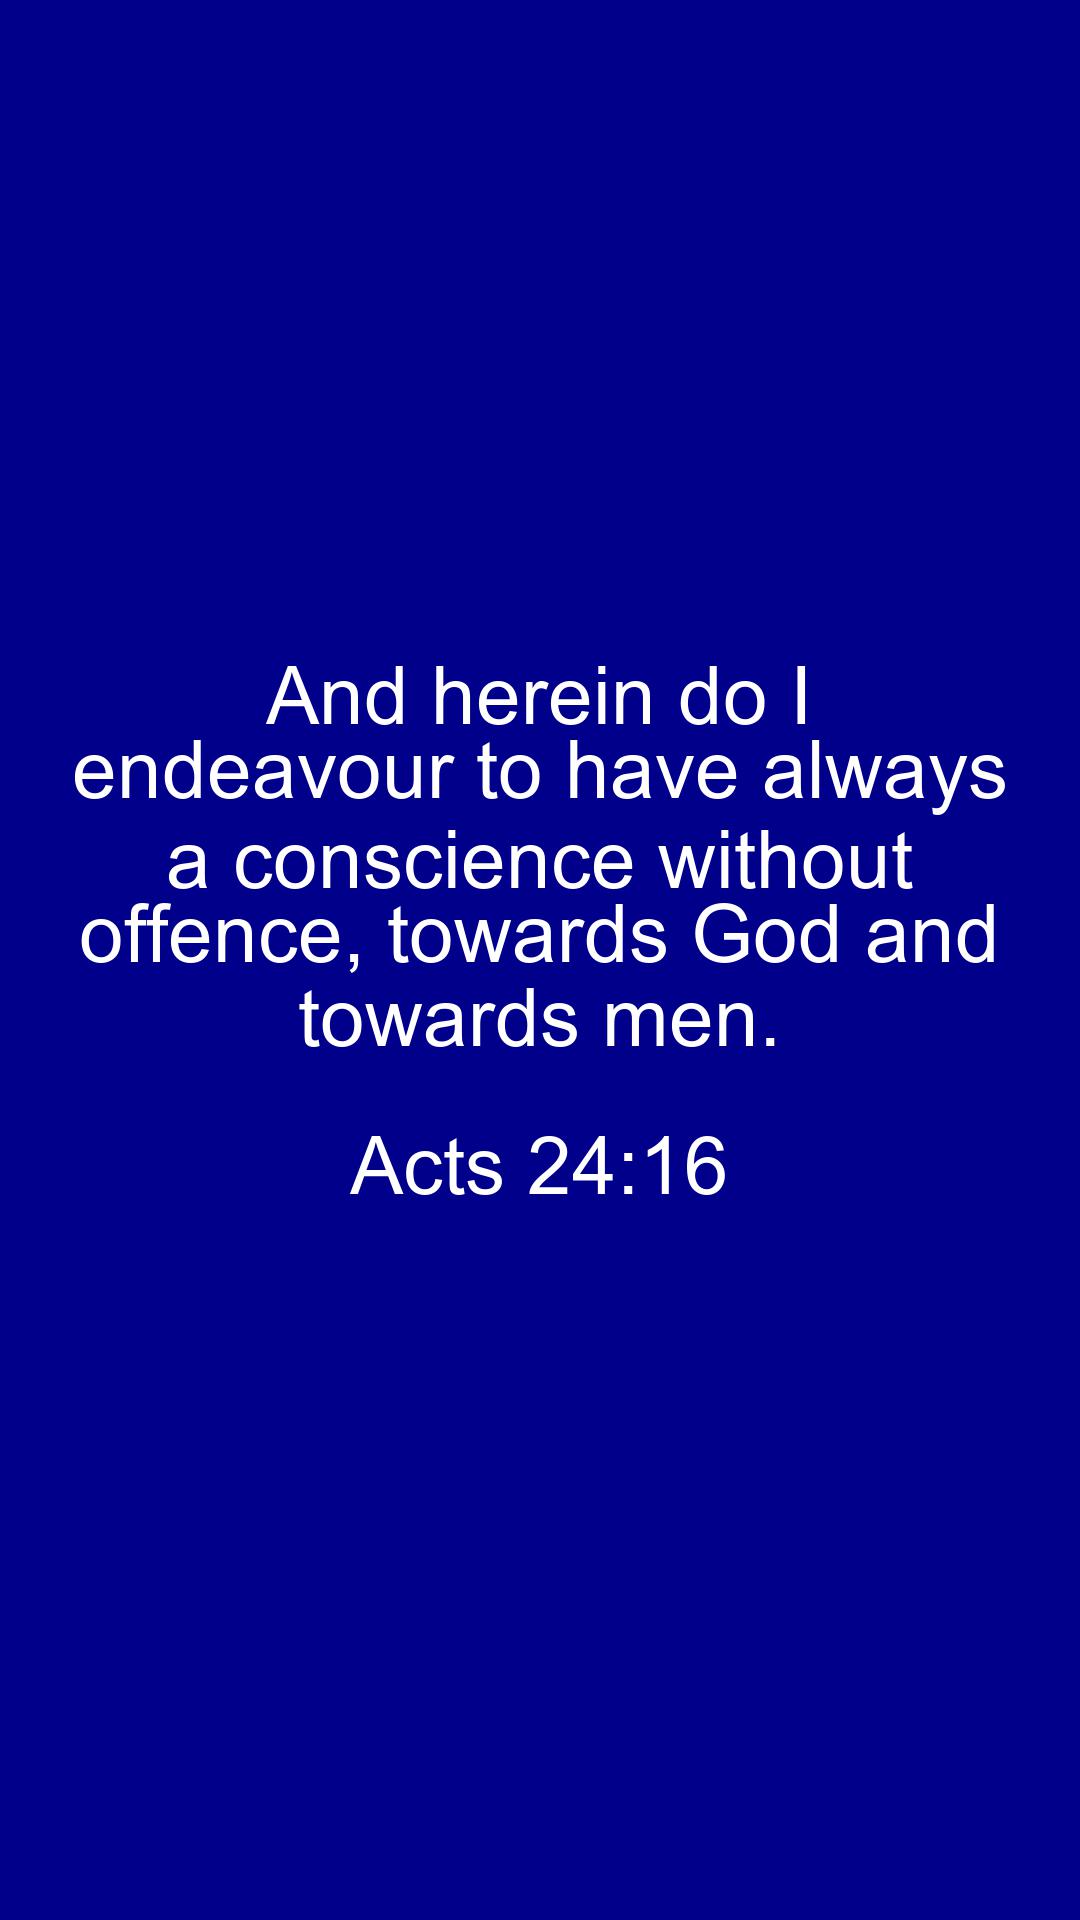 And herein do I
endeavour to have always
a conscience without
offence, towards God and
towards men.
Acts 24:16